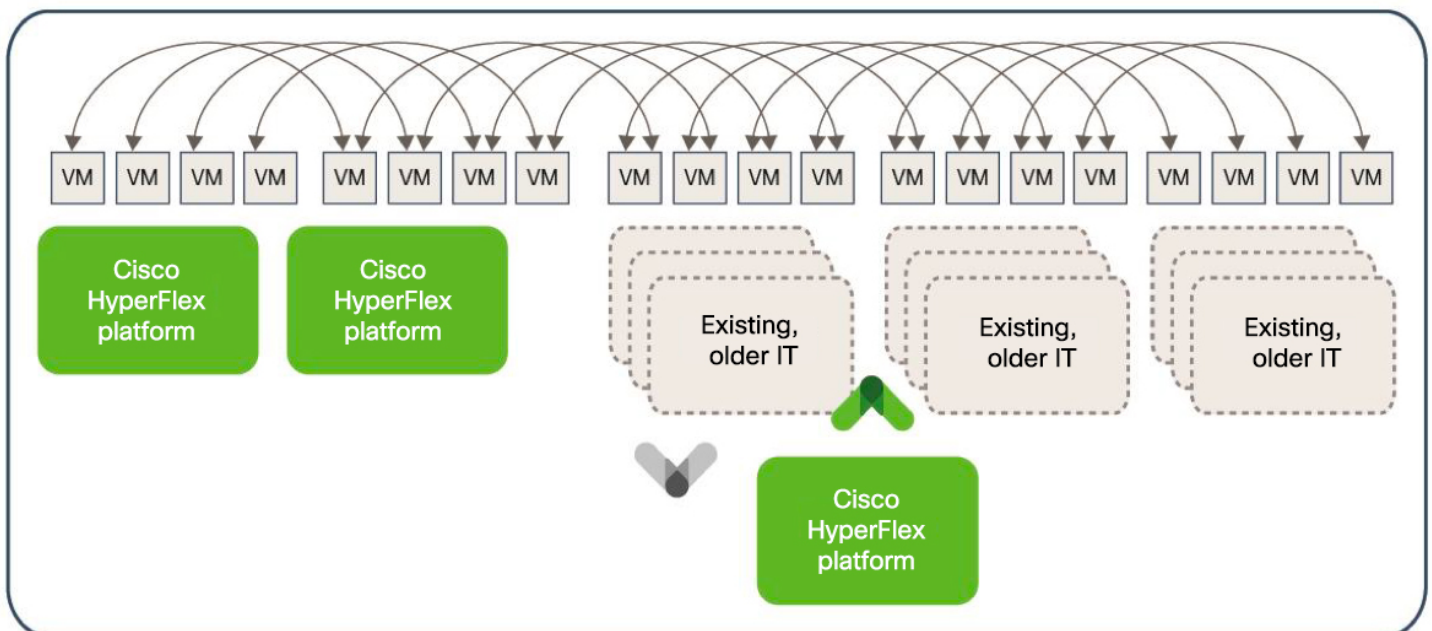 VM VM VM VM VM VM VM VM VM VM VM VM VM VM VM VM VM VM VM VM
Cisco
HyperFlex
platform
Cisco
HyperFlex
platform
Existing,
older IT
Existing,
older IT
Existing,
older IT
Cisco
HyperFlex
platform